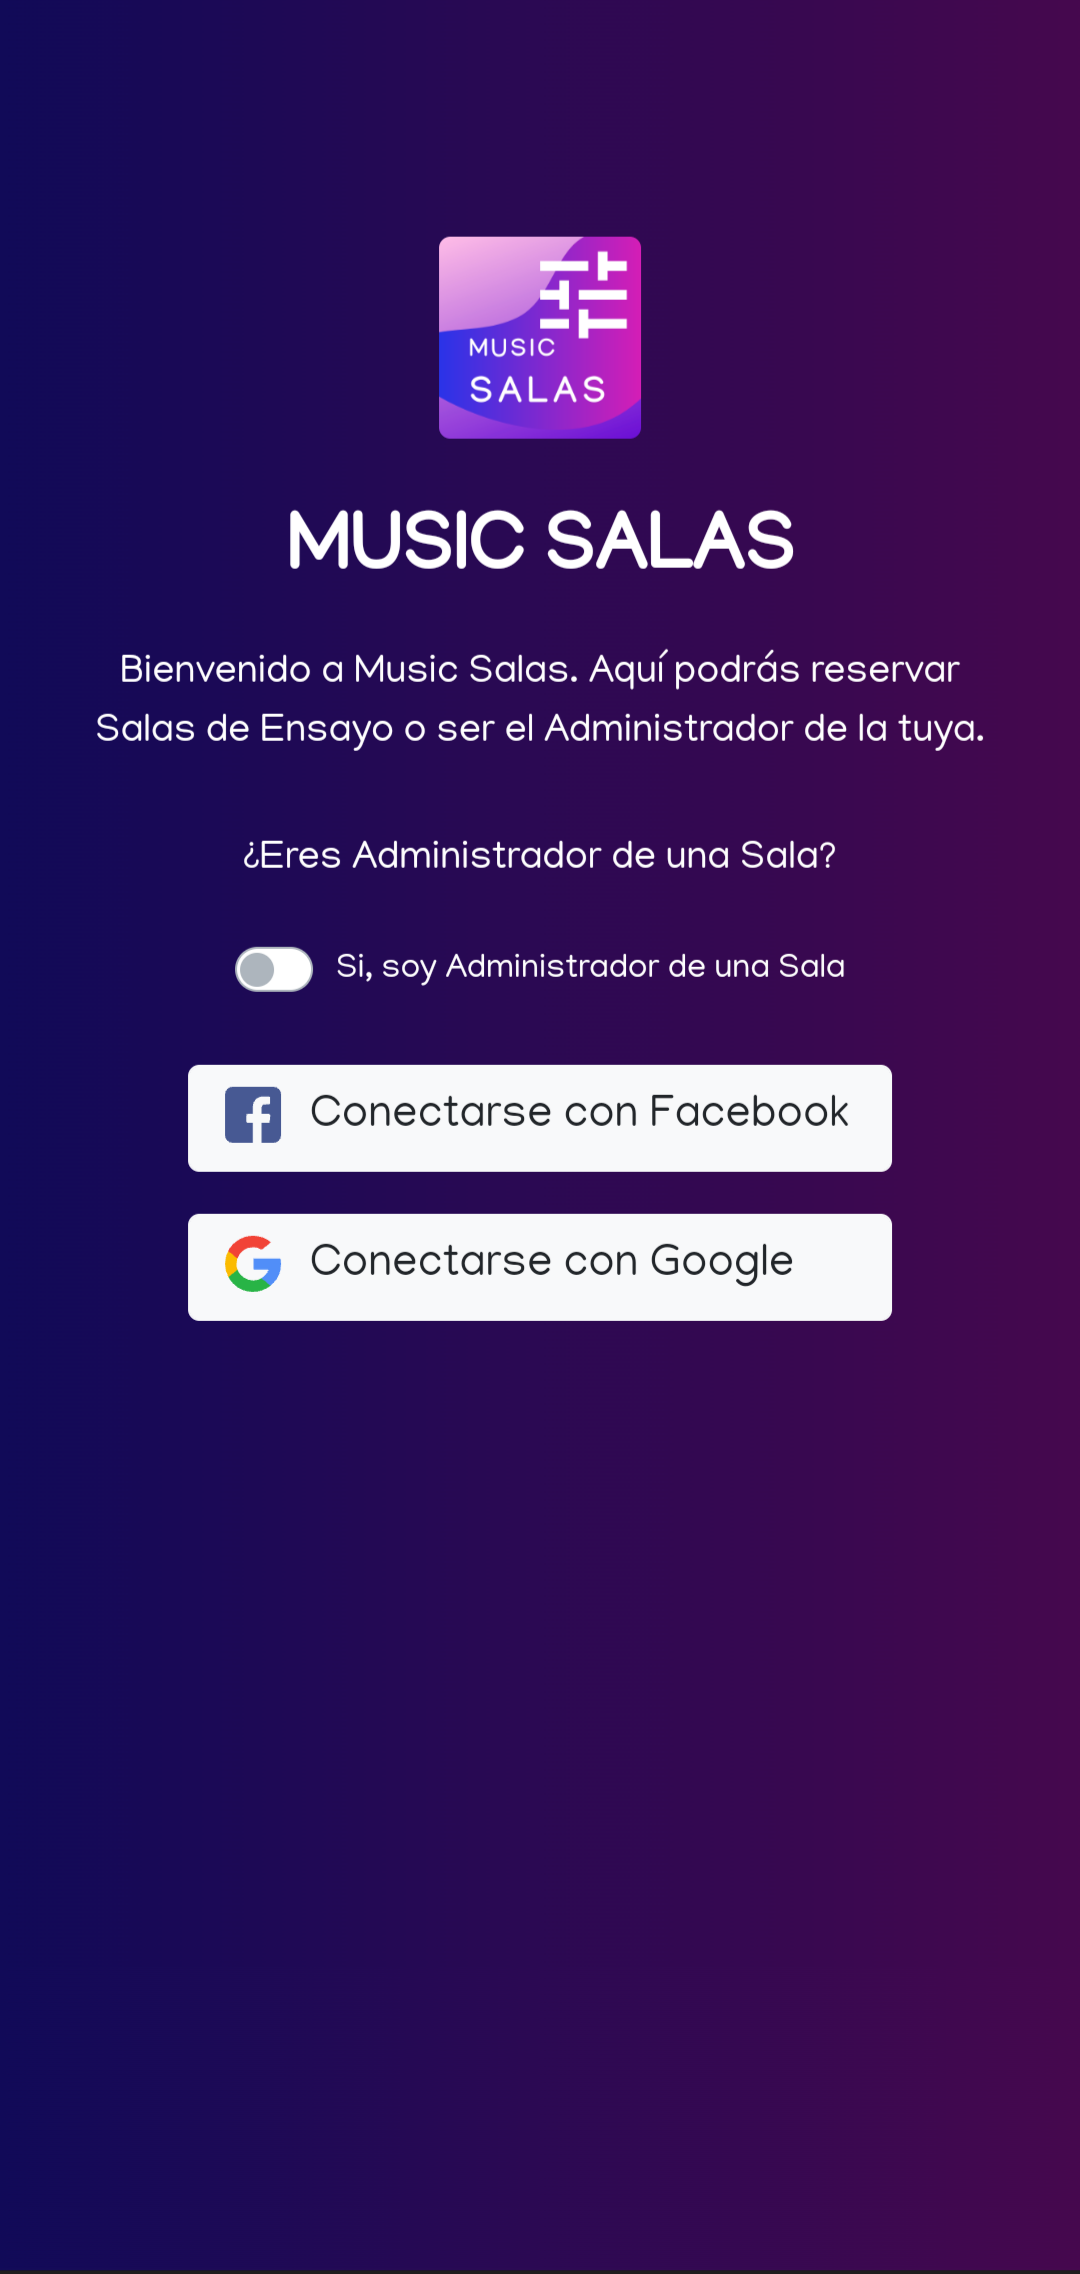 MUSIC
SALAS
MUSIC SALAS
Bienvenido a Music Salas. Aquí podrás reservar
Salas de Ensayo o ser el Administrador de la tuya.
¿Eres Administrador de una Sala?
Si, soy Administrador de una Sala
Conectarse con Facebook
Conectarse con Google